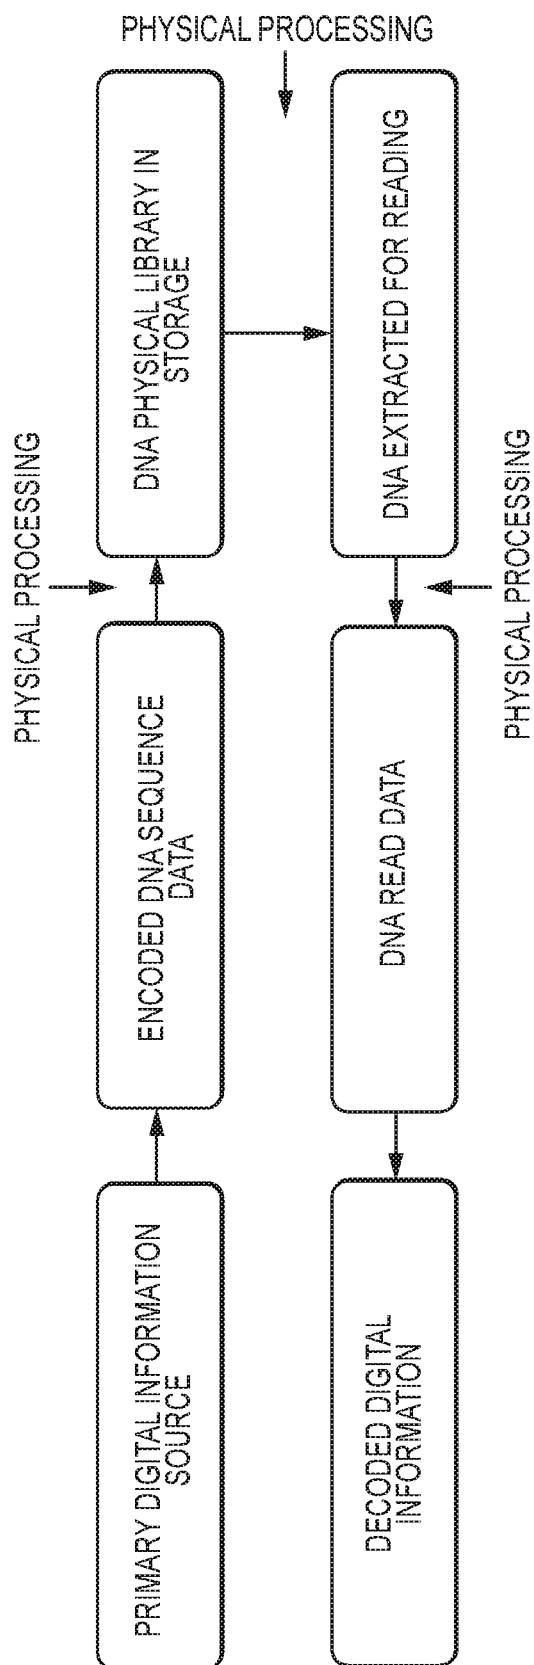 PHYSICAL PROCESSING
PHYSICAL PROCESSING
PRIMARY DIGITAL INFORMATION
SOURCE
ENCODED DNA SEQUENCE
DATA
DNA PHYSICAL LIBRARY IN
STORAGE
DECODED DIGITAL
INFORMATION
DNA READ DATA
DNA EXTRACTED FOR READING
PHYSICAL PROCESSING